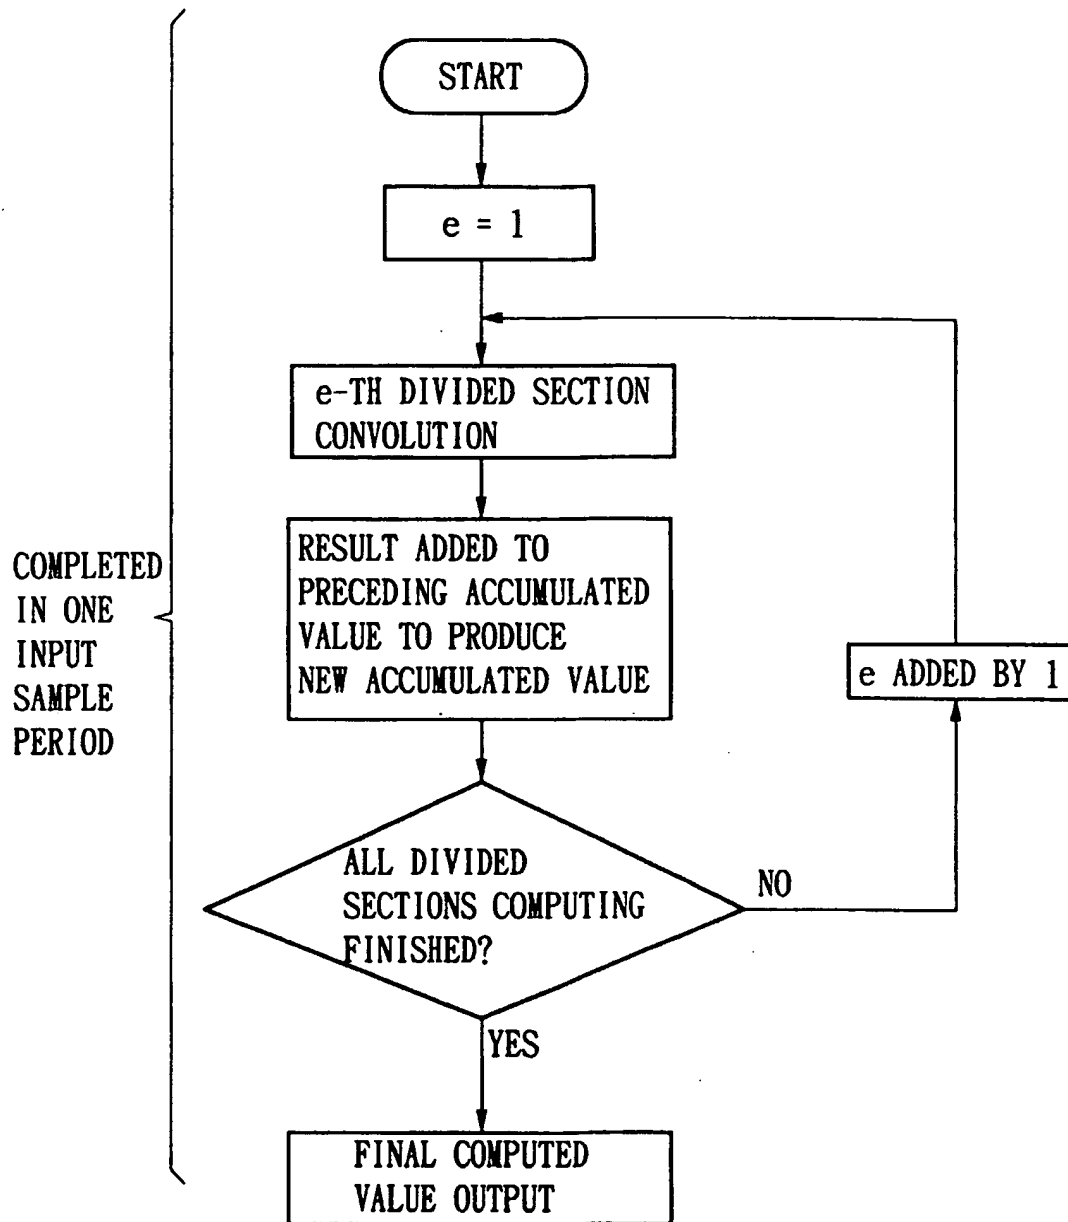 START
e = 1
e-TH DIVIDED SECTION
CONVOLUTION
RESULT ADDED TO
PRECEDING ACCUMULATED
VALUE TO PRODUCE
NEW ACCUMULATED VALUE
COMPLETED
IN ONE
INPUT
SAMPLE
PERIOD
e ADDED BY 1
ALL DIVIDED
SECTIONS COMPUTING
FINISHED?
NO
YES
FINAL COMPUTED
VALUE OUTPUT